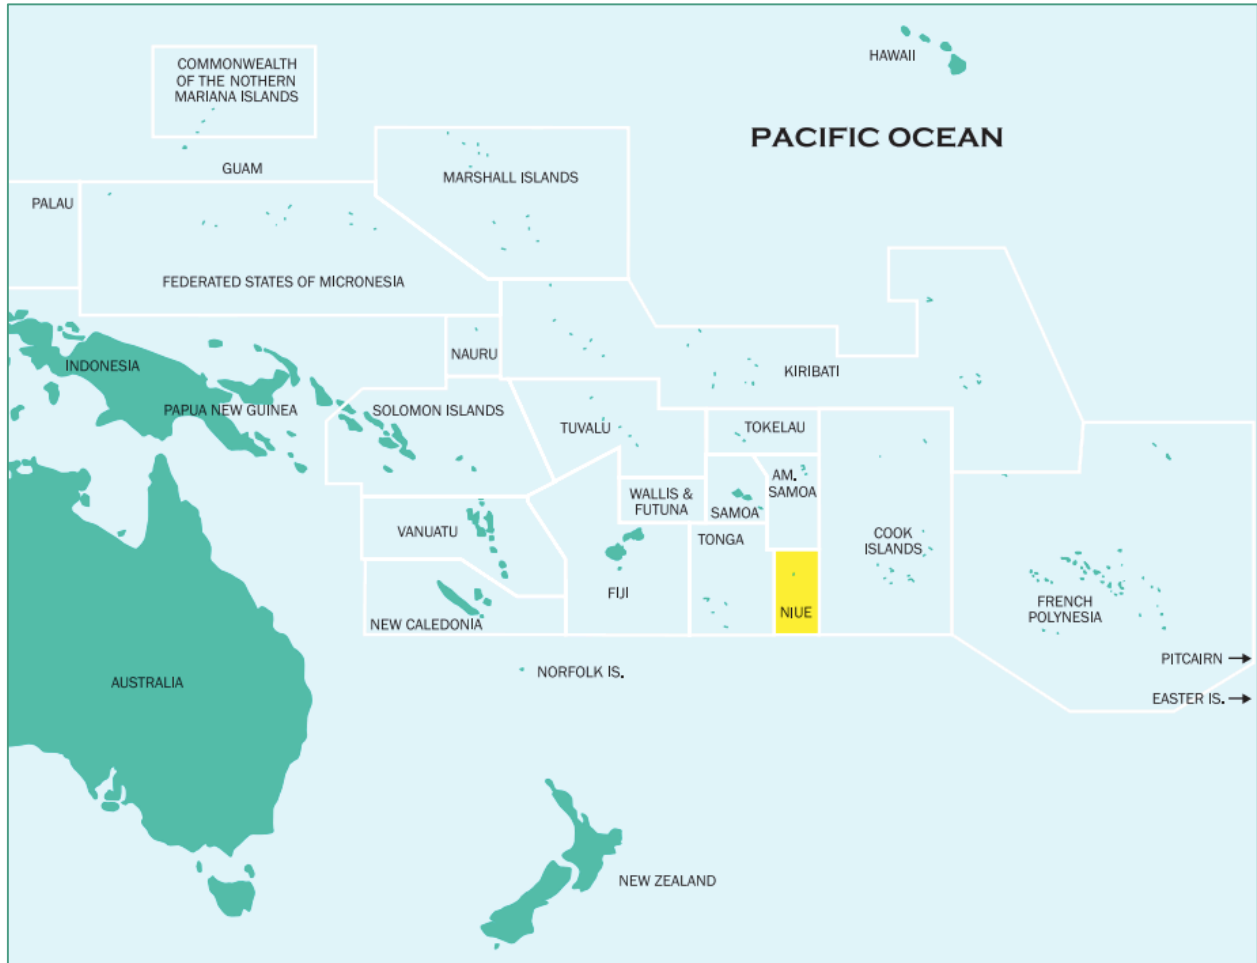 HAWAII
COMMONWEALTH
OF THE NOTHERN
MARIANA ISLANDS
PACIFIC OCEAN
GUAM
MARSHALL ISLANDS
PALAU
FEDERATED STATES OF MICRONESIA
NAURU
INDONESIA
KIRIBATI
PAPUA NEW GUINEA
SOLOMON ISLANDS
TUVALU
TOKELAU
AM.
SAMOA
WALLIS &
FUTUNA
SAMOA
VANUATU
TONGA
COOK
ISLANDS
FIJI
NIUE
FRENCH
POLYNESIA
NEW CALEDONIA
PITCAIRN
NORFOLK IS.
AUSTRALIA
EASTER IS.
NEW ZEALAND